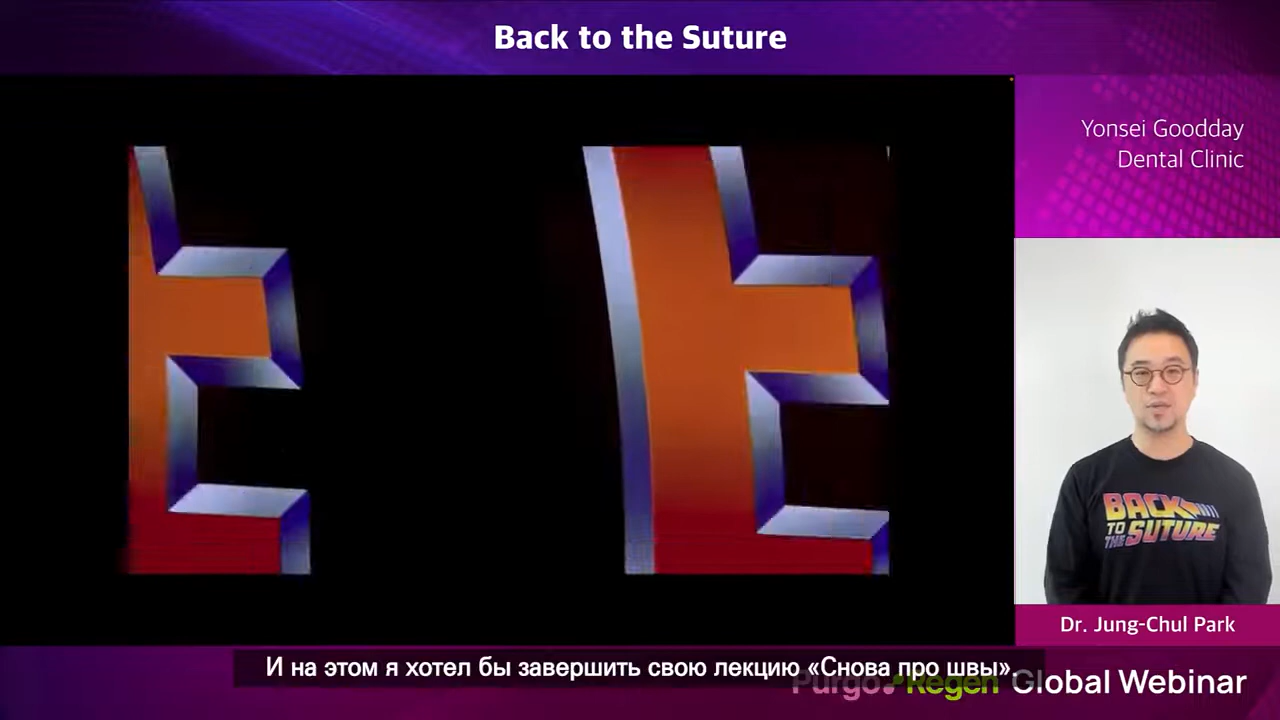 Back to the Suture
Yonsei Goodday
Dental Clinic
BACK
TO
THE SUTURE
Dr. Jung-Chul Park
И на этом я хотел бы завершить свою лекцию «Снова про швы».
Purgo Regen Global Webinar